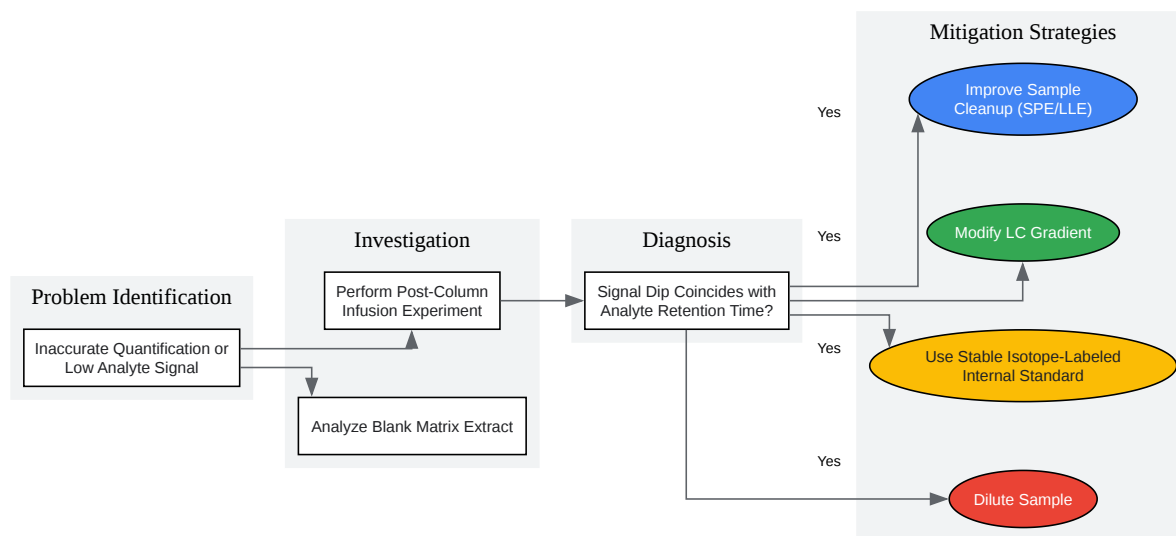 Problem Identification
Inaccurate Quantification or
Low Analyte Signal
Investigation
Perform Post-Column
Infusion Experiment
Analyze Blank Matrix Extract
Diagnosis
Signal Dip Coincides with
Analyte Retention Time?
Yes
Yes
Yes
Yes
Mitigation Strategies
Improve Sample
Cleanup (SPE/LLE)
Modify LC Gradient
Use Stable Isotope-Labeled
Internal Standard
Dilute Sample